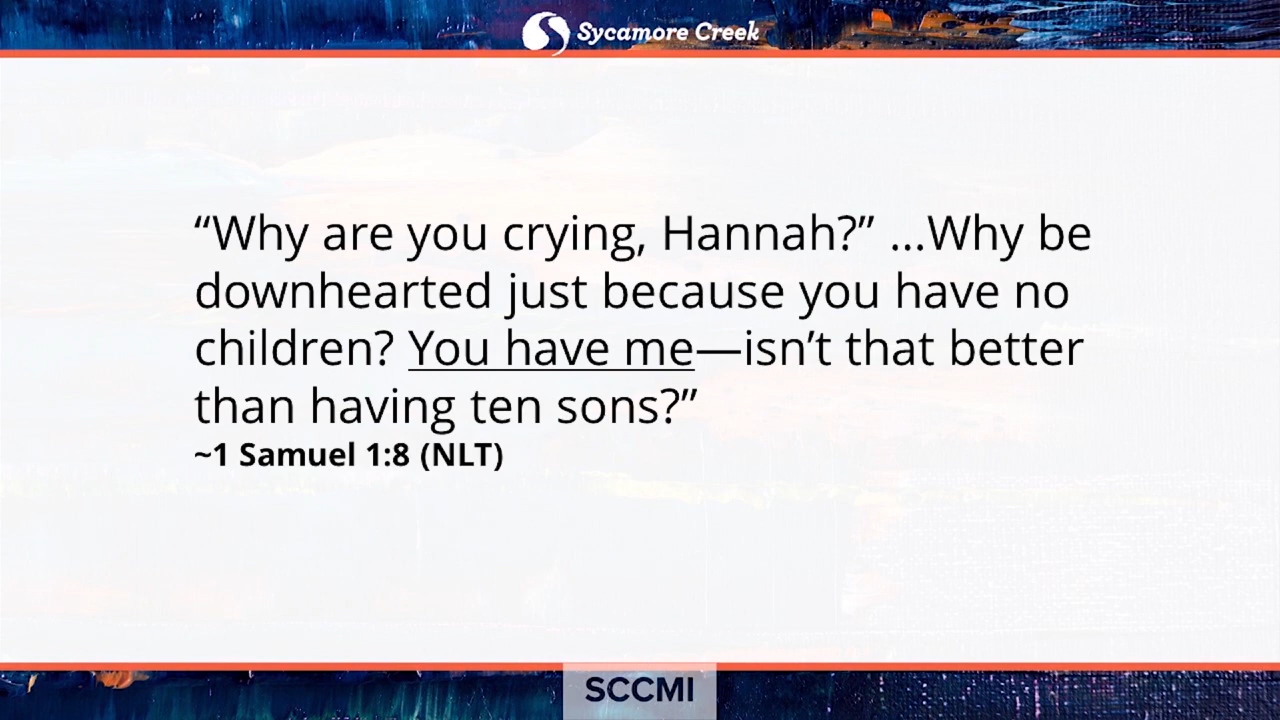 Sycamore Creek
“Why are you crying, Hannah?” ...Why be
downhearted just because you have no
children? You have me—isn’t that better
than having ten sons?”
~1 Samuel 1:8 (NLT)
SCCMI